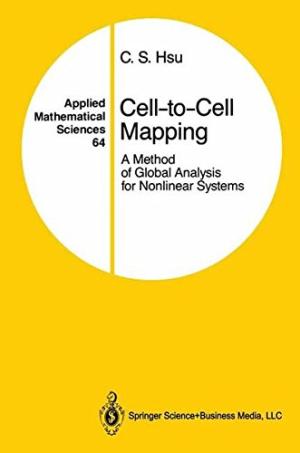 C. S. Hsu
Applied
Mathematical
Sciences
64
Cell-to-Cell
Mapping
A Method
of Global Analysis
for Nonlinear Systems
Springer Science+Business Media, LLC